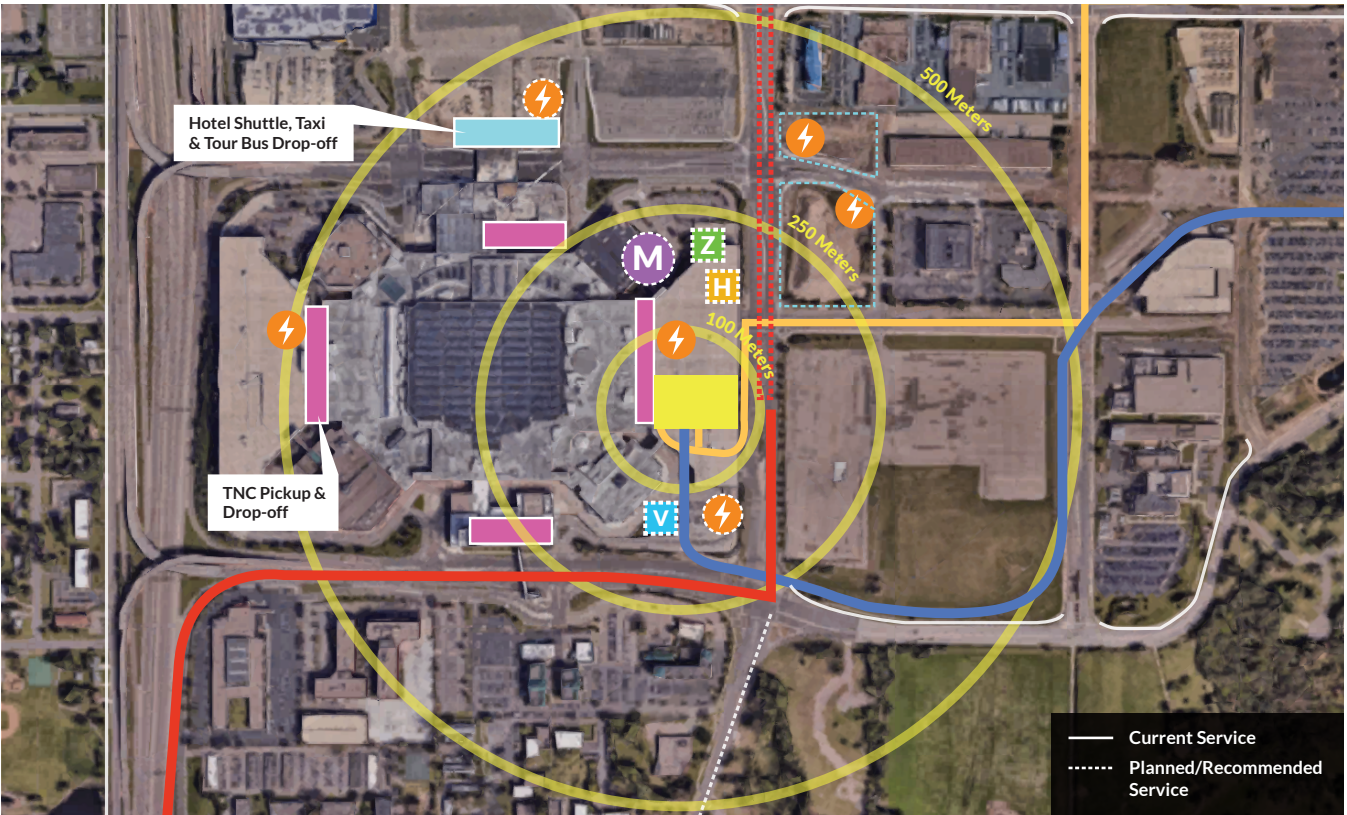 500 Meters
Hotel Shuttle, Taxi
& Tour Bus Drop-off
250 Meters
M
Z
H
100 Meters
TNC Pickup &
Drop-off
V
Current Service
Planned/Recommended
Service